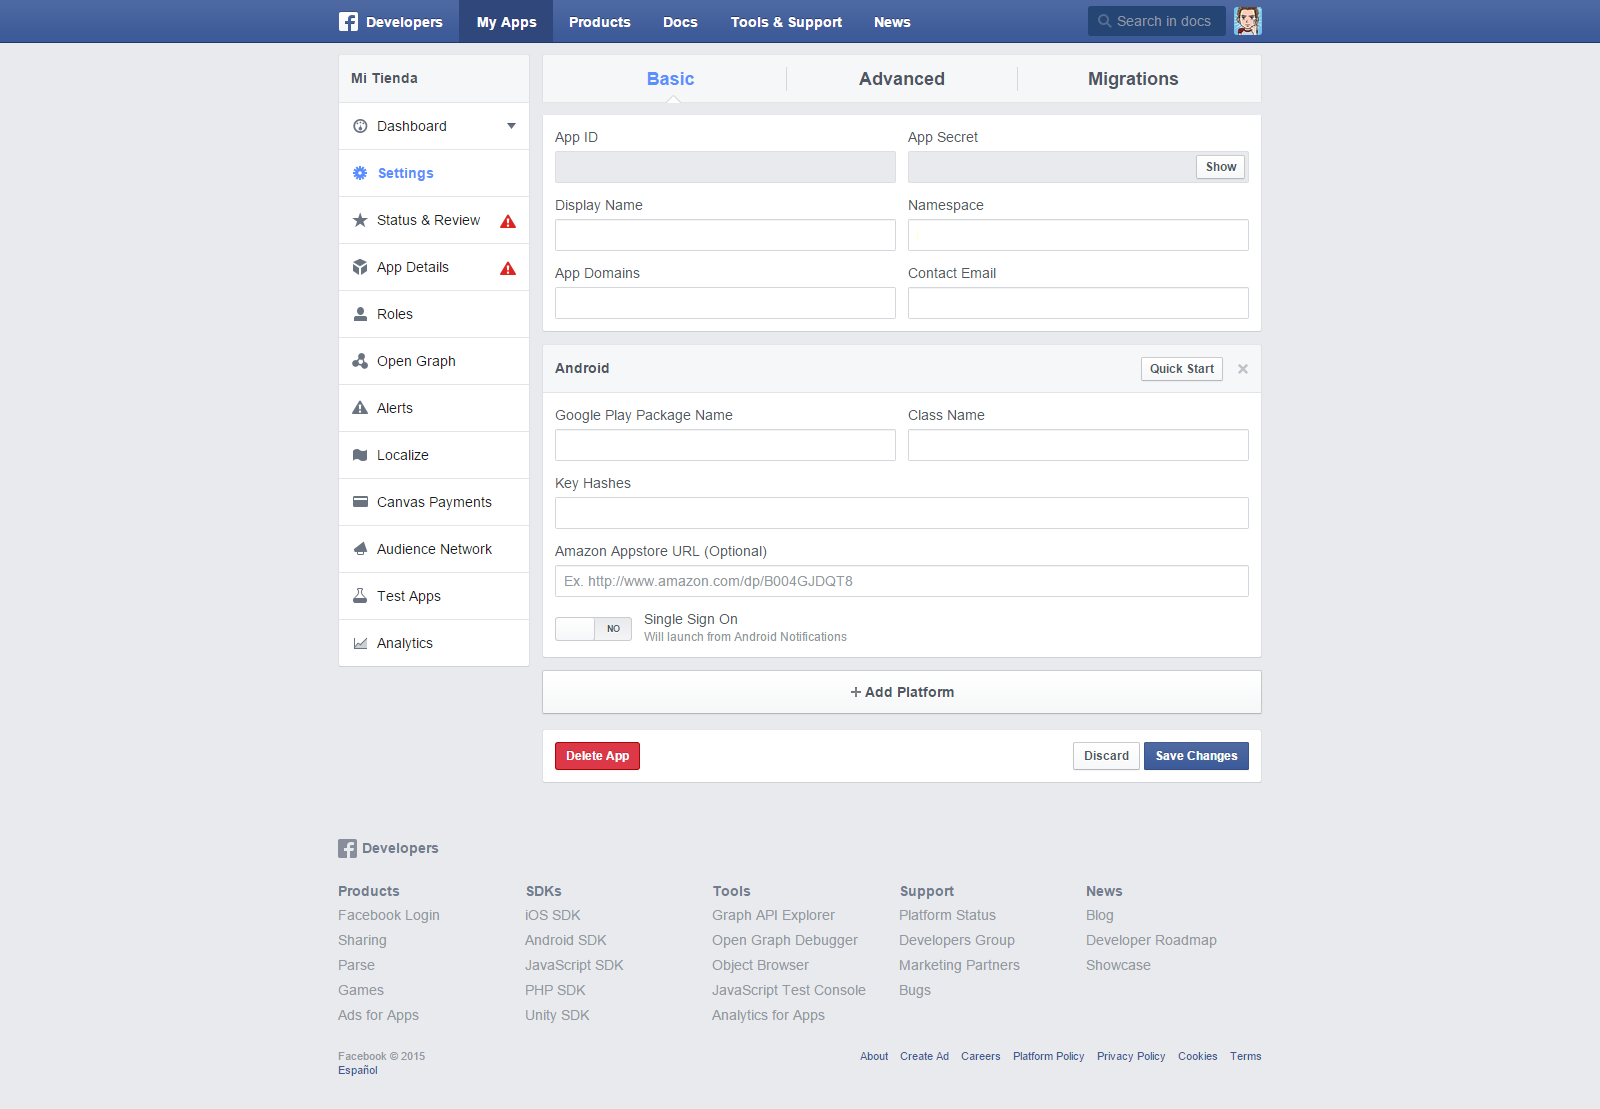 Developers My Apps Products Docs Tools & Support News Search in docs
Mi Tienda
Dashboard
Settings
Status & Review
App Details
Roles
Open Graph
Alerts
Localize
Canvas Payments
Audience Network
Test Apps
Analytics
Basic Advanced Migrations
App ID App Secret
Show
Display Name Namespace
App Domains Contact Email
Android Quick Start
Google Play Package Name Class Name
Key Hashes
Amazon Appstore URL (Optional)
Ex. http://www.amazon.com/dp/B004GJDQT8
NO Single Sign On
Will launch from Android Notifications
+ Add Platform
Delete App Discard Save Changes
Developers
Products SDKs Tools Support News
Facebook Login iOS SDK Graph API Explorer Platform Status Blog
Sharing Android SDK Open Graph Debugger Developers Group Developer Roadmap
Parse JavaScript SDK Object Browser Marketing Partners Showcase
Games PHP SDK JavaScript Test Console Bugs
Ads for Apps Unity SDK Analytics for Apps
Facebook © 2015 About Create Ad Careers Platform Policy Privacy Policy Cookies Terms
Español